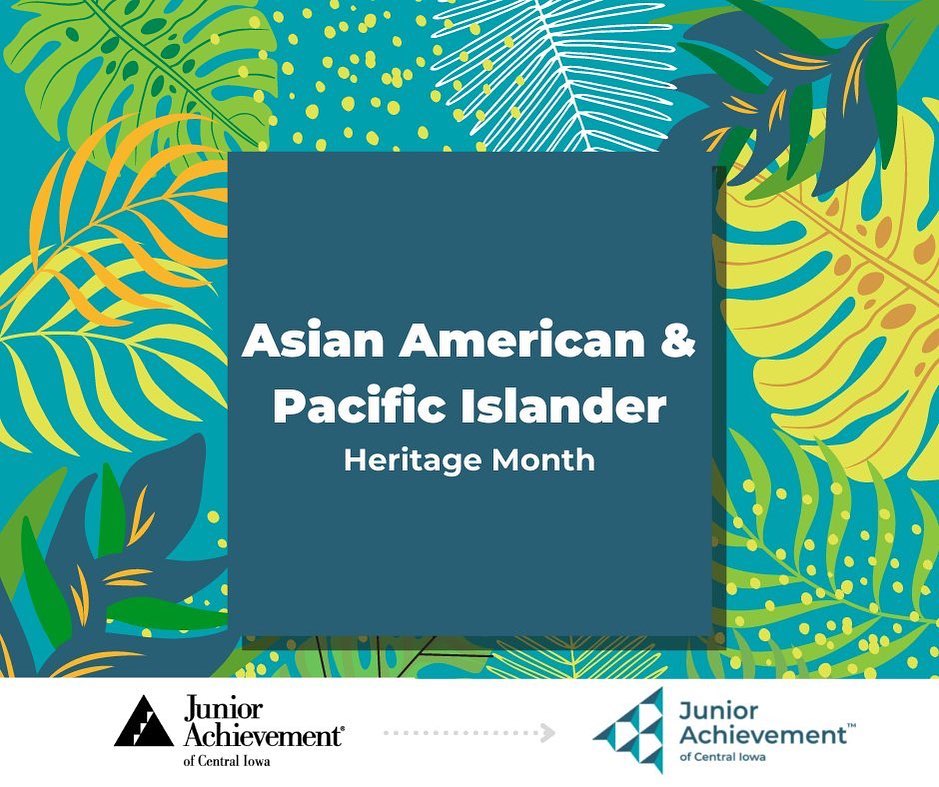 Asian American &
Pacific Islander
Heritage Month
Junior
Achievement®
of Central Iowa
Junior
Achievement™
of Central Iowa